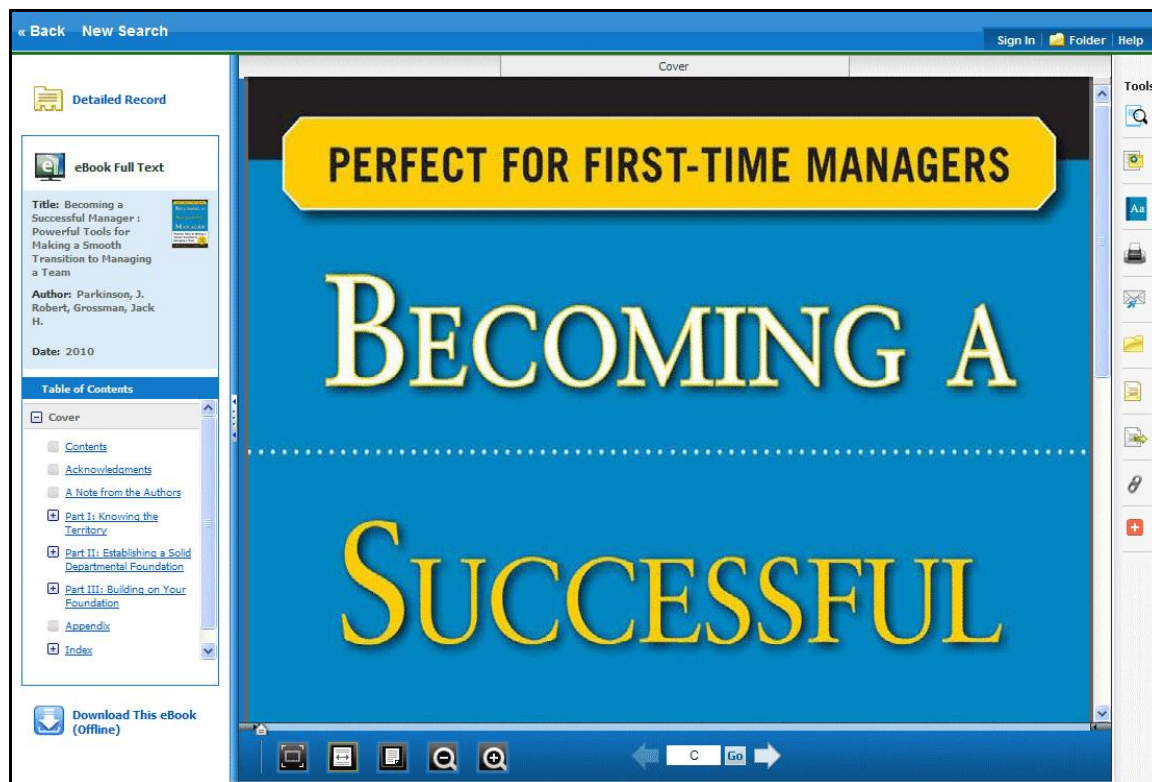 « Back New Search
Sign In Folder Help
Detailed Record
eBook Full Text
Title: Becoming a
Successful Manager :
Powerful Tools for
Making a Smooth
Transition to Managing
a Team
Author: Parkinson, J.
Robert, Grossman, Jack
H.
Date: 2010
Table of Contents
Cover
Contents
Acknowledgments
A Note from the Authors
Part I: Knowing the
Territory
Part II: Establishing a Solid
Departmental Foundation
Part III: Building on Your
Foundation
Appendix
Index
Download This eBook
(Offline)
Cover
PERFECT FOR FIRST-TIME MANAGERS
BECOMING A
SUCCESSFUL
C Go
Tools
Aa